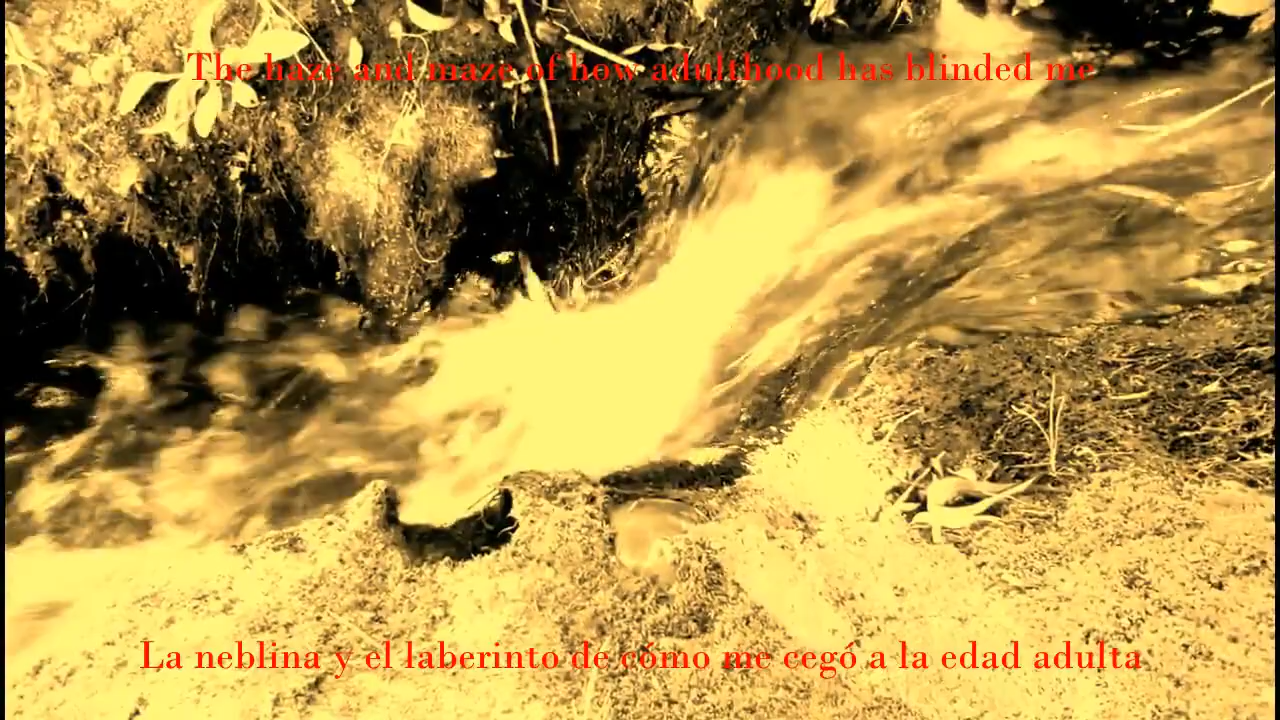 The haze and maze of how adulthood has blinded me
La neblina y el laberinto de cómo me cegó a la edad adulta